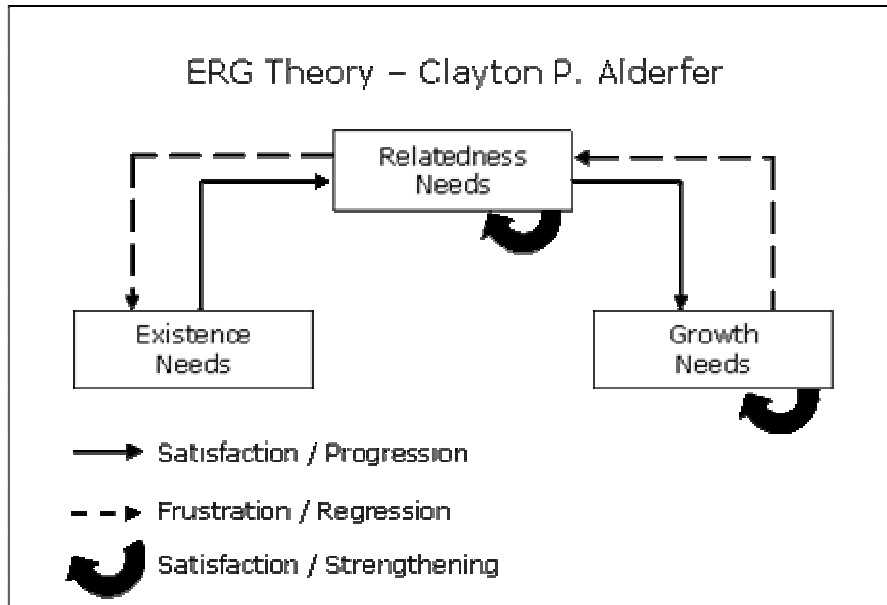 ERG Theory – Clayton P. Alderfer
Relatedness
Needs
Existence
Needs
Growth
Needs
Satisfaction / Progression
Frustration / Regression
Satisfaction / Strengthening